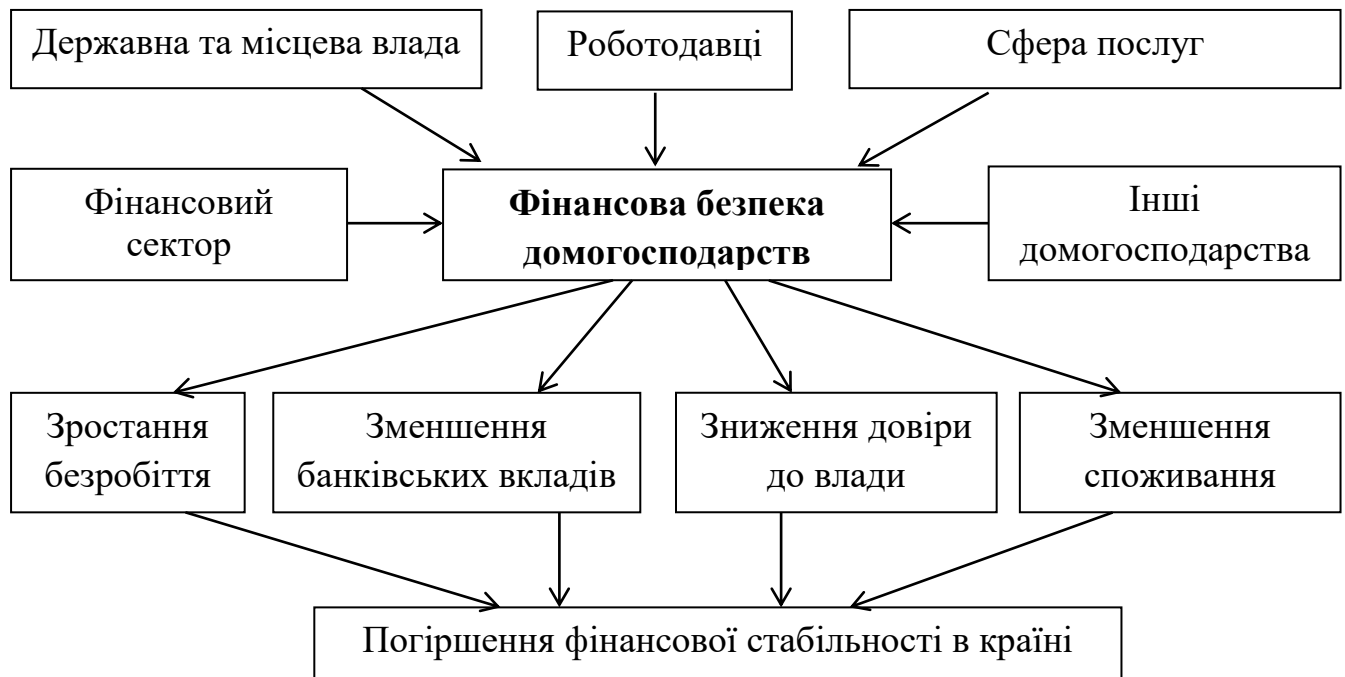 Державна та місцева влада
Роботодавці
Сфера послуг
Фінансовий
сектор
Фінансова безпека
домогосподарств
Інші
домогосподарства
Зростання
безробіття
Зменшення
банківських вкладів
Зниження довіри
до влади
Зменшення
споживання
Погіршення фінансової стабільності в країні